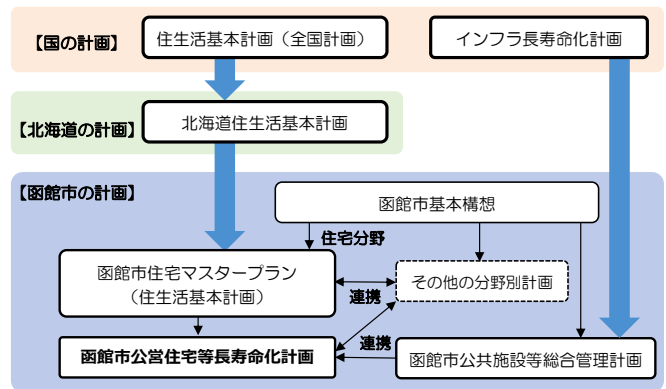 【国の計画】
住生活基本計画（全国計画）
インフラ長寿命化計画
【北海道の計画】
北海道住生活基本計画
【函館市の計画】
函館市基本構想
住宅分野
函館市住宅マスタープラン
（住生活基本計画）
その他の分野別計画
連携
函館市公営住宅等長寿命化計画
連携
函館市公共施設等総合管理計画